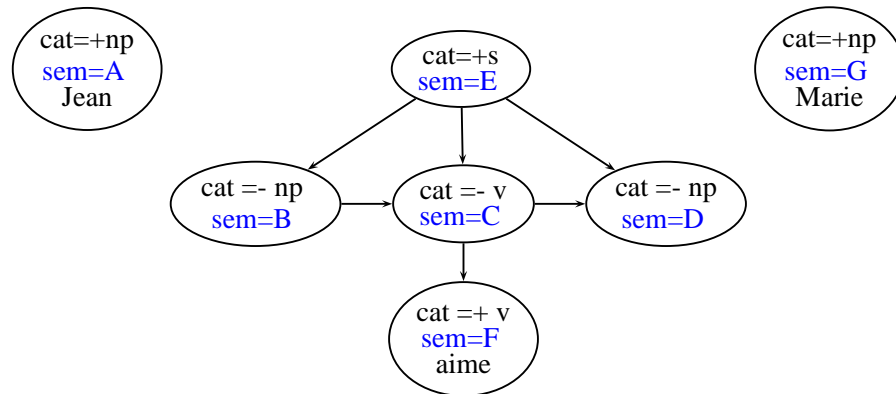 cat=+np
sem=A
Jean
cat=+s
sem=E
cat=+np
sem=G
Marie
cat =- np
sem=B
cat =- v
sem=C
cat =- np
sem=D
cat =+ v
sem=F
aime